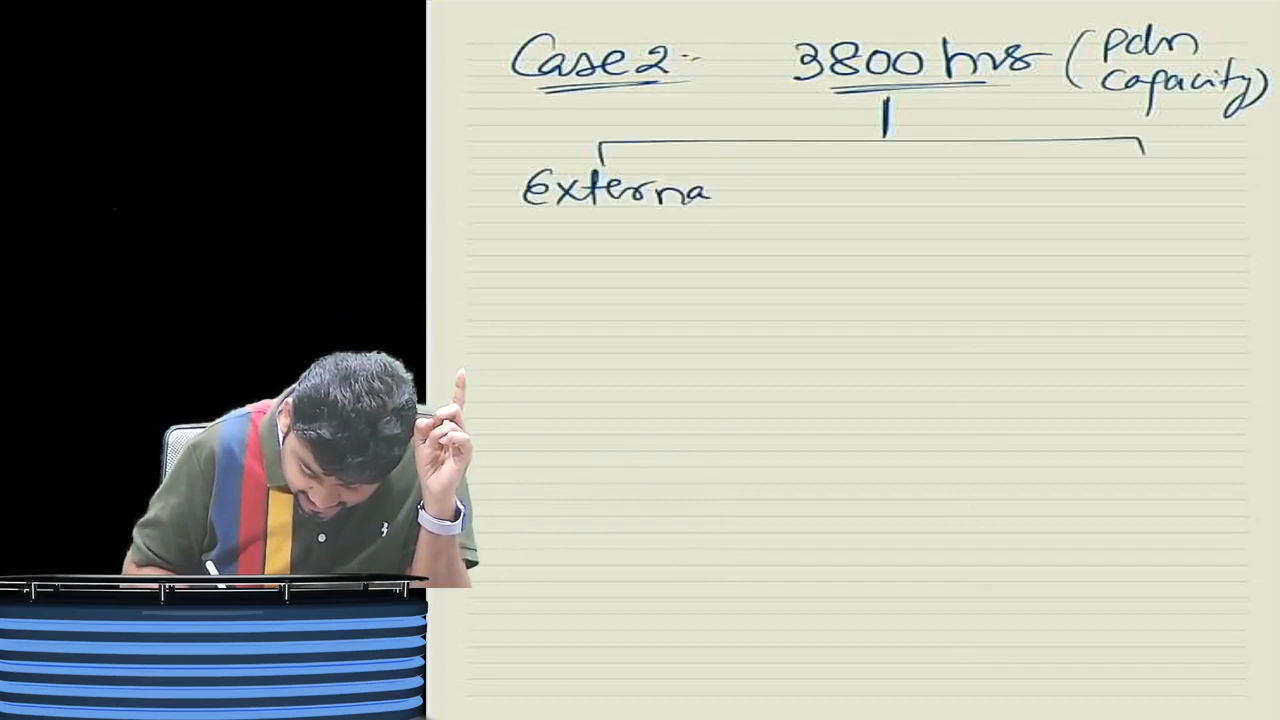 Case 2:- 3800 hrs (pdn
capacity)
Externa